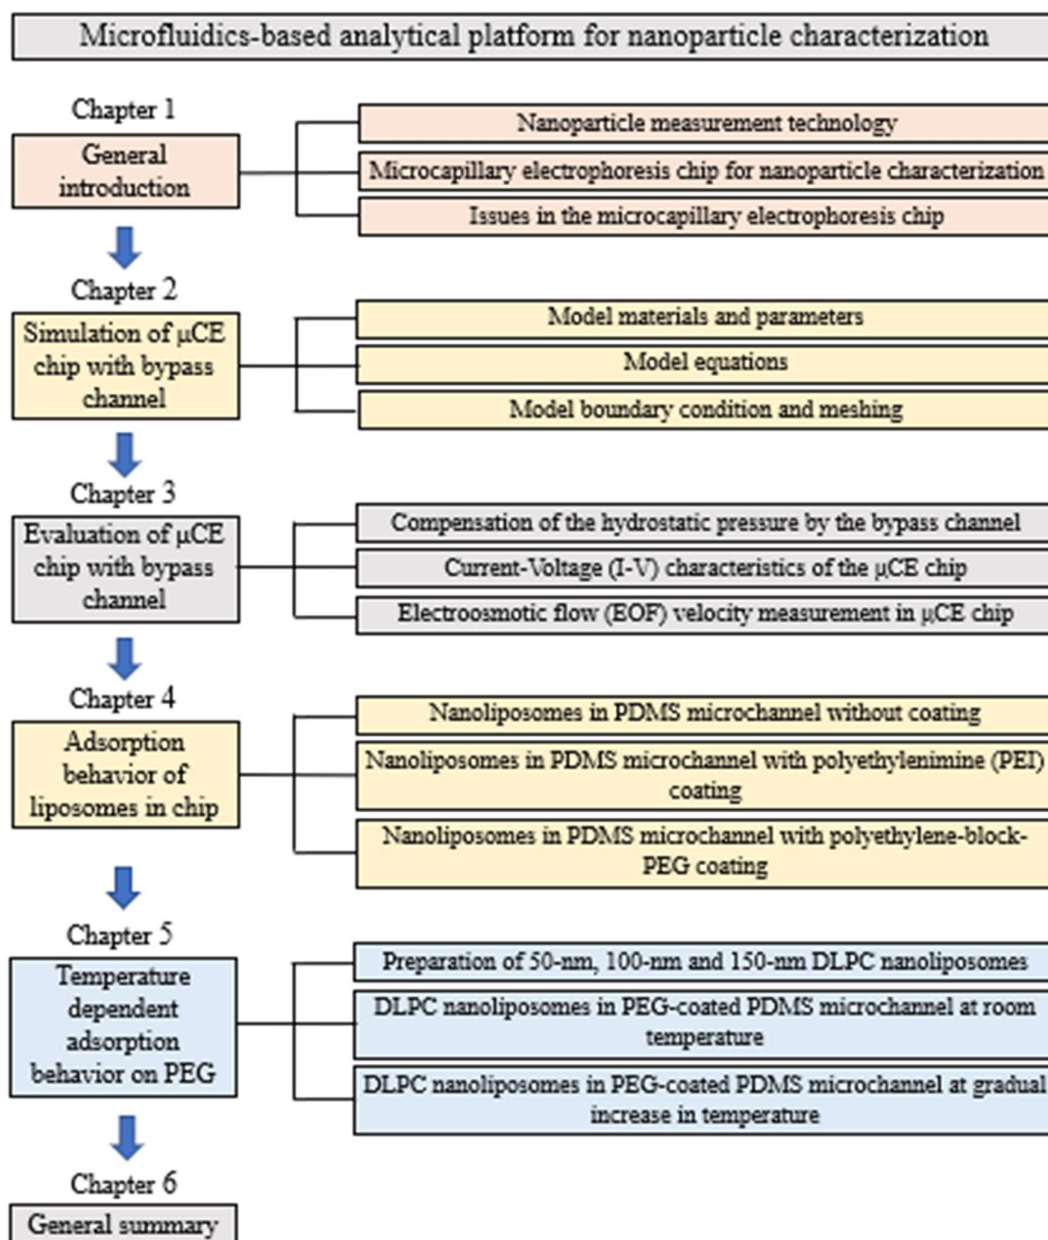 Microfluidics-based analytical platform for nanoparticle characterization
Chapter 1
General
introduction
Nanoparticle measurement technology
Microcapillary electrophoresis chip for nanoparticle characterization
Issues in the microcapillary electrophoresis chip
Chapter 2
Simulation of μCE
chip with bypass
channel
Model materials and parameters
Model equations
Model boundary condition and meshing
Chapter 3
Evaluation of μCE
chip with bypass
channel
Compensation of the hydrostatic pressure by the bypass channel
Current-Voltage (I-V) characteristics of the μCE chip
Electroosmotic flow (EOF) velocity measurement in μCE chip
Chapter 4
Adsorption
behavior of
liposomes in chip
Nanoliposomes in PDMS microchannel without coating
Nanoliposomes in PDMS microchannel with polyethylenimine (PEI)
coating
Nanoliposomes in PDMS microchannel with polyethylene-block-
PEG coating
Chapter 5
Temperature
dependent
adsorption
behavior on PEG
Preparation of 50-nm, 100-nm and 150-nm DLPC nanoliposomes
DLPC nanoliposomes in PEG-coated PDMS microchannel at room
temperature
DLPC nanoliposomes in PEG-coated PDMS microchannel at gradual
increase in temperature
Chapter 6
General summary